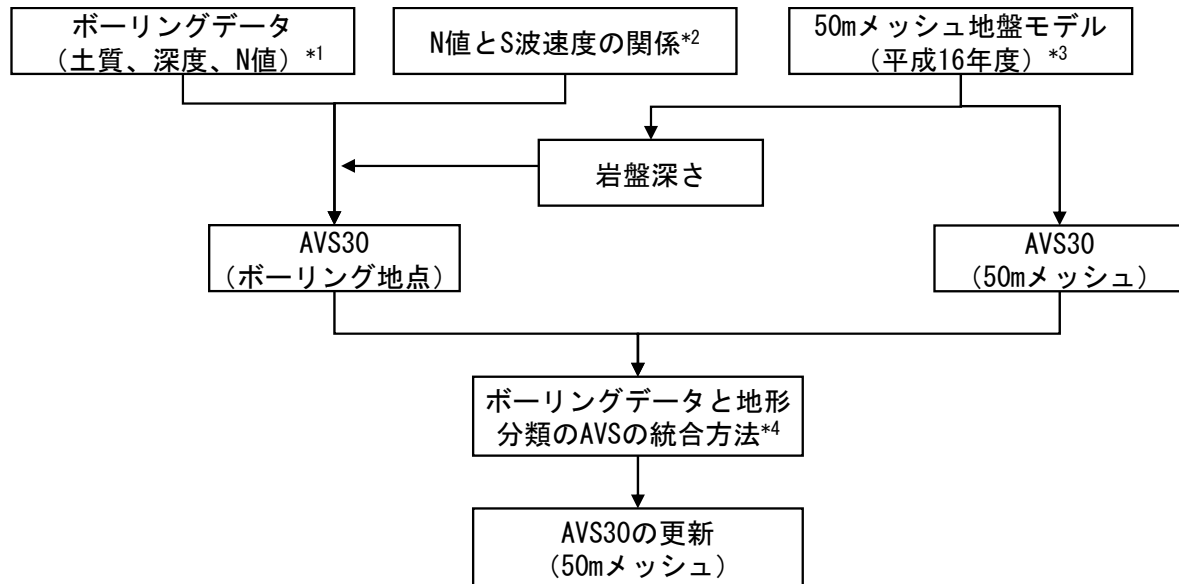 ボーリングデータ
（土質、深度、N値）*1
N値とS波速度の関係*2
50mメッシュ地盤モデル
（平成16年度）*3
岩盤深さ
AVS30
（ボーリング地点）
AVS30
（50mメッシュ）
ボーリングデータと地形
分類のAVSの統合方法*4
AVS30の更新
（50mメッシュ）